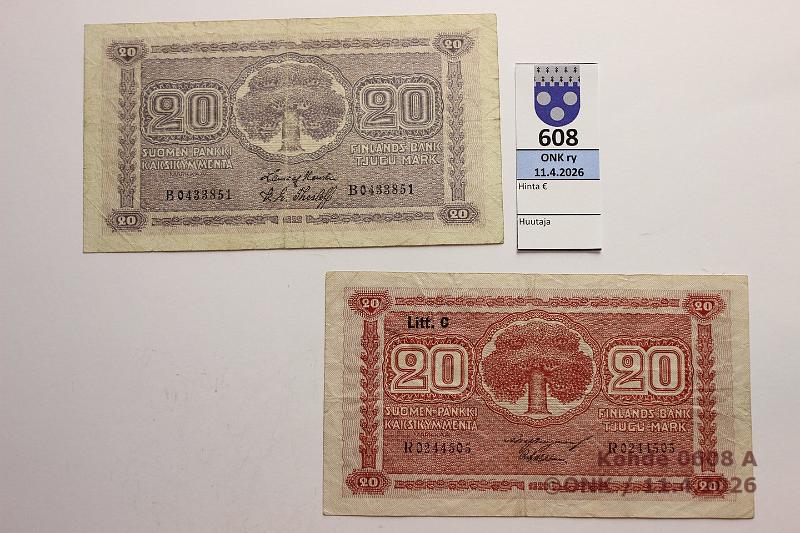 20 20
20 20
SUOMEN PANKKI FINLANDS BANK
KAKSIKYMMENTÄ TJUGU MARK
B0433851 B0433851
20 20
608
ONK ry
11.4.2026
Hinta €
Huutaja
20 20
Litt. C
20 20
SUOMEN PANKKI FINLANDS BANK
KAKSIKYMMENTÄ TJUGU MARK
R0244505 R0244505
20 20
Kohde 0608 A
©ONK / 11.4.2026